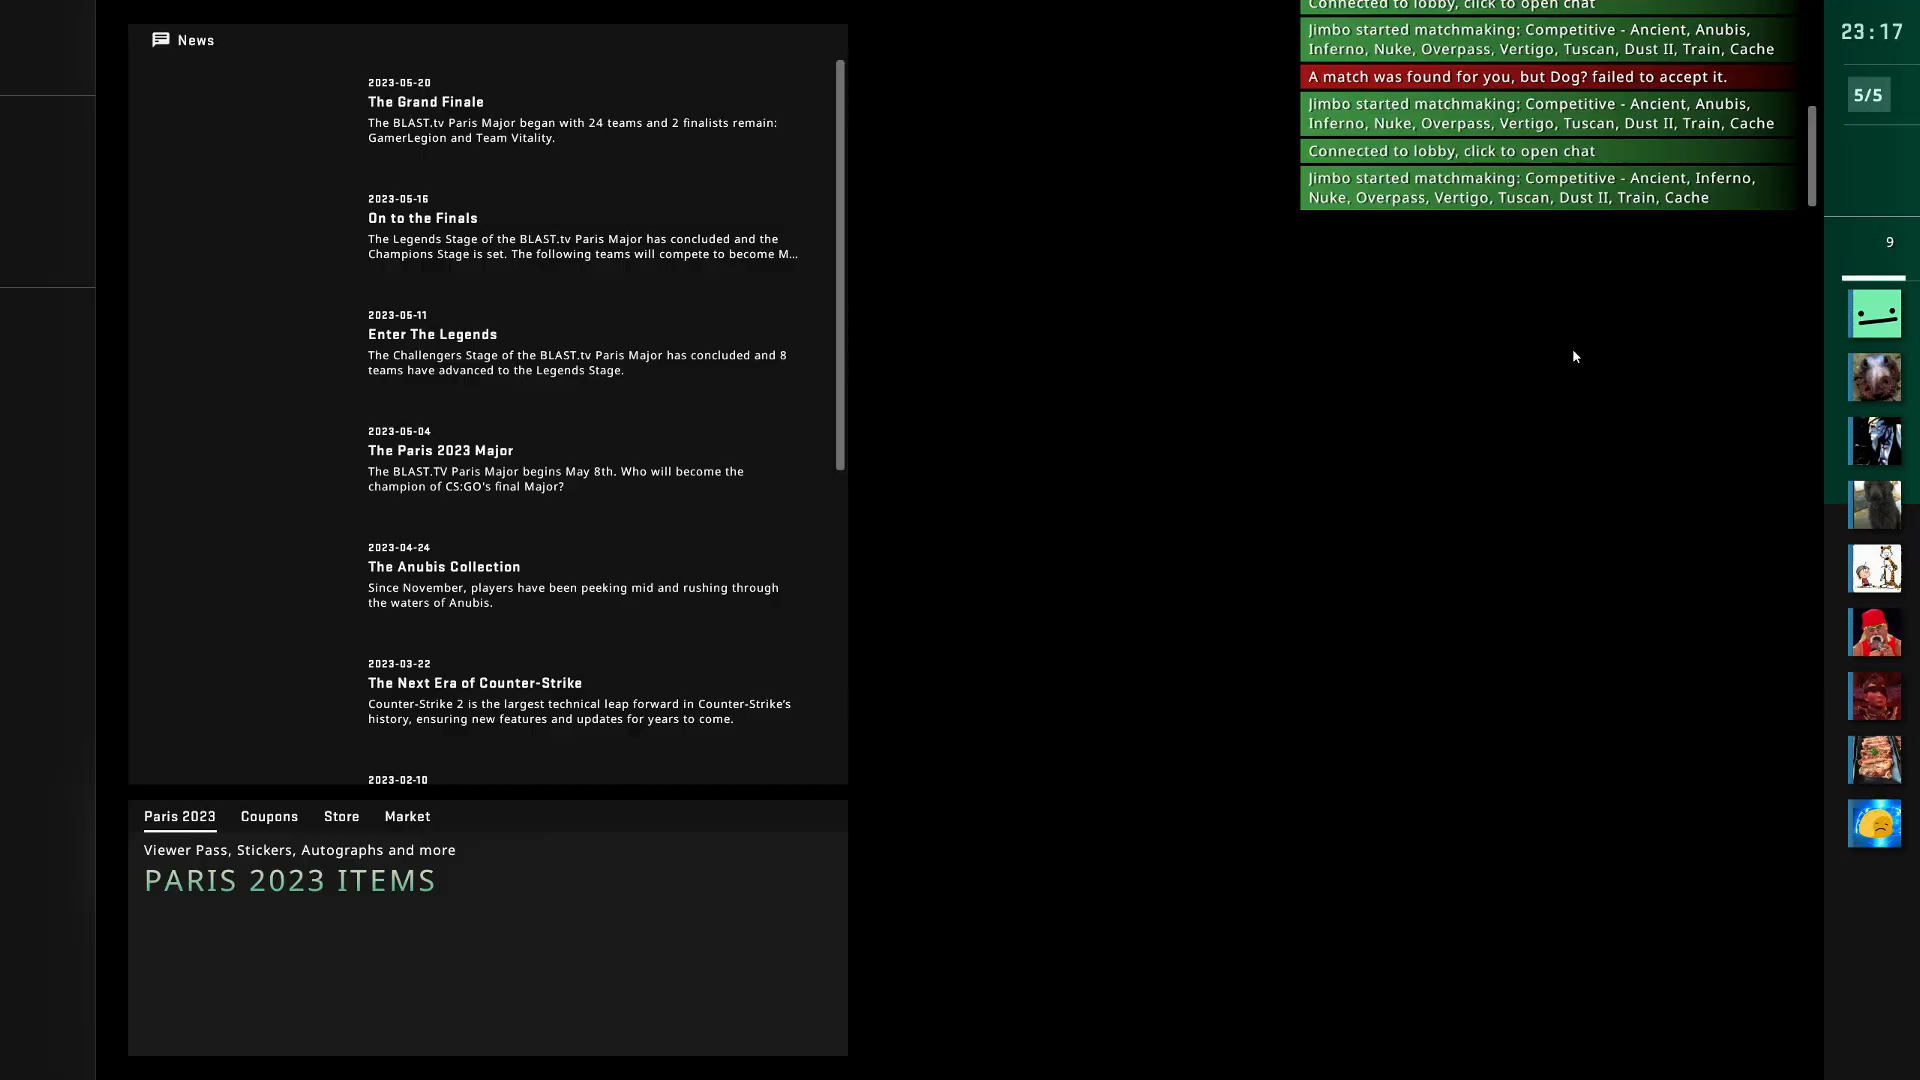 News
2023-05-20
The Grand Finale
The BLAST.tv Paris Major began with 24 teams and 2 finalists remain:
GamerLegion and Team Vitality.
2023-05-16
On to the Finals
The Legends Stage of the BLAST.tv Paris Major has concluded and the
Champions Stage is set. The following teams will compete to become M...
2023-05-11
Enter The Legends
The Challengers Stage of the BLAST.tv Paris Major has concluded and 8
teams have advanced to the Legends Stage.
2023-05-04
The Paris 2023 Major
The BLAST.TV Paris Major begins May 8th. Who will become the
champion of CS:GO's final Major?
2023-04-24
The Anubis Collection
Since November, players have been peeking mid and rushing through
the waters of Anubis.
2023-03-22
The Next Era of Counter-Strike
Counter-Strike 2 is the largest technical leap forward in Counter-Strike's
history, ensuring new features and updates for years to come.
2023-02-10
Paris 2023 Coupons Store Market
Viewer Pass, Stickers, Autographs and more
PARIS 2023 ITEMS
Connected to lobby, click to open chat
Jimbo started matchmaking: Competitive - Ancient, Anubis,
Inferno, Nuke, Overpass, Vertigo, Tuscan, Dust II, Train, Cache
A match was found for you, but Dog? failed to accept it.
Jimbo started matchmaking: Competitive - Ancient, Anubis,
Inferno, Nuke, Overpass, Vertigo, Tuscan, Dust II, Train, Cache
Connected to lobby, click to open chat
Jimbo started matchmaking: Competitive - Ancient, Inferno,
Nuke, Overpass, Vertigo, Tuscan, Dust II, Train, Cache
23:17
5/5
9